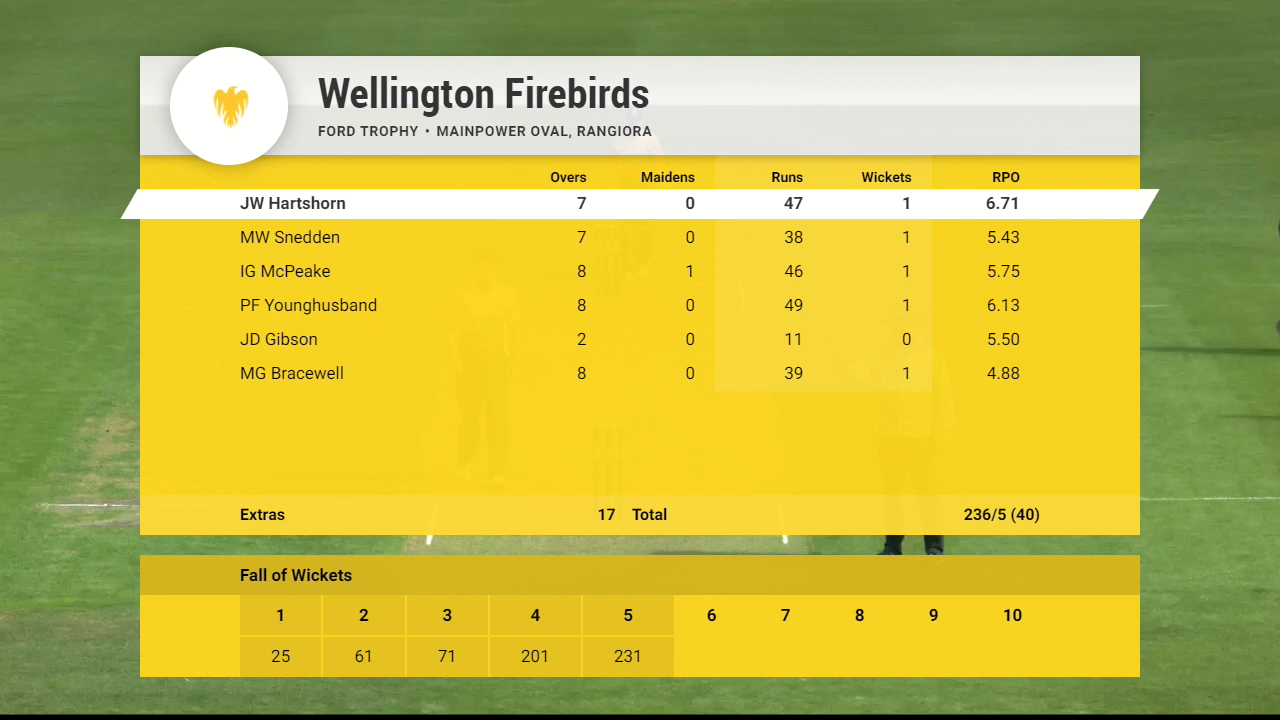 Wellington Firebirds
FORD TROPHY • MAINPOWER OVAL, RANGIORA
Overs Maidens Runs Wickets RPO
JW Hartshorn 7 0 47 1 6.71
MW Snedden 7 0 38 1 5.43
IG McPeake 8 1 46 1 5.75
PF Younghusband 8 0 49 1 6.13
JD Gibson 2 0 11 0 5.50
MG Bracewell 8 0 39 1 4.88
Extras 17 Total 236/5 (40)
Fall of Wickets
1 2 3 4 5 6 7 8 9 10
25 61 71 201 231